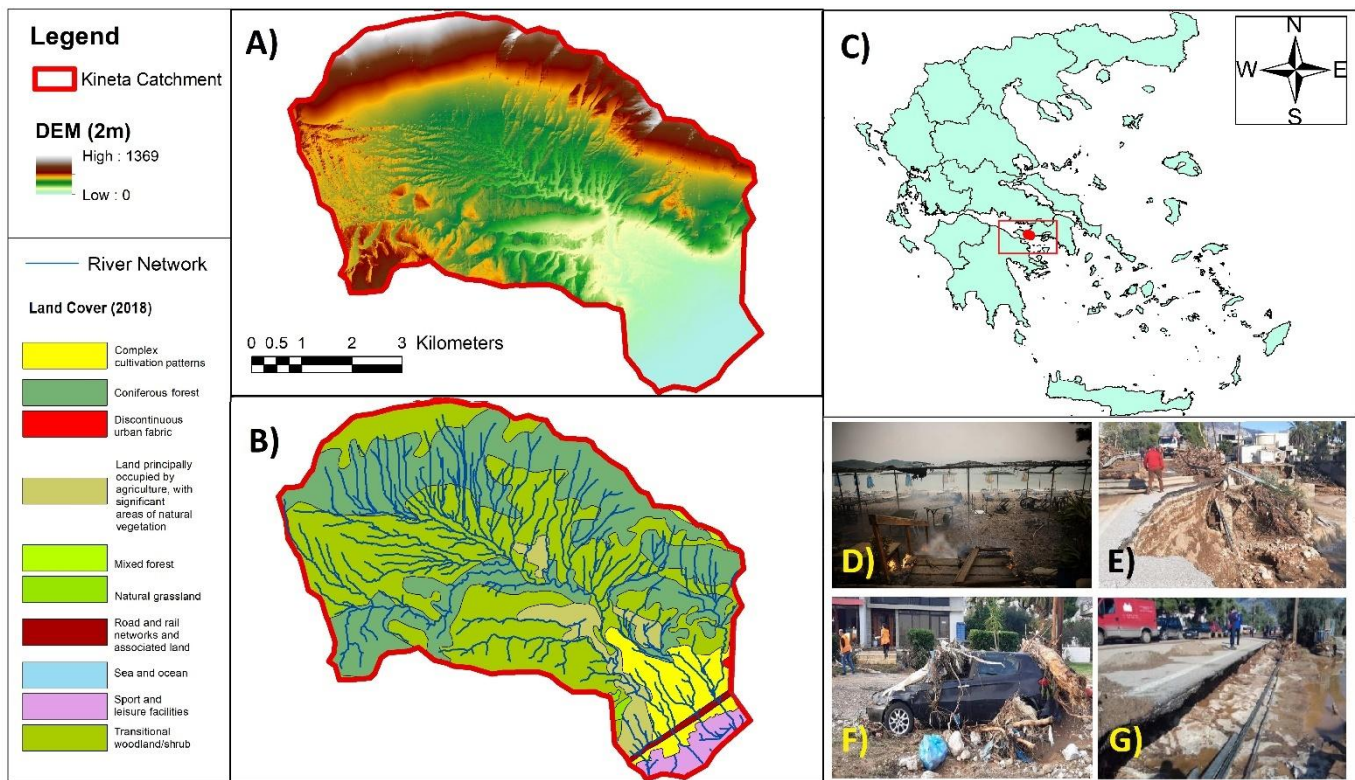 Legend
Kineta Catchment
DEM (2m)
High : 1369
Low : 0
River Network
Land Cover (2018)
Complex
cultivation patterns
Coniferous forest
Discontinuous
urban fabric
Land principally
occupied by
agriculture, with
significant
areas of natural
vegetation
Mixed forest
Natural grassland
Road and rail
networks and
associated land
Sea and ocean
Sport and
leisure facilities
Transitional
woodland/shrub
A)
0 0.5 1 2 3 Kilometers
B)
C)
N
W E
S
D)
E)
F)
G)